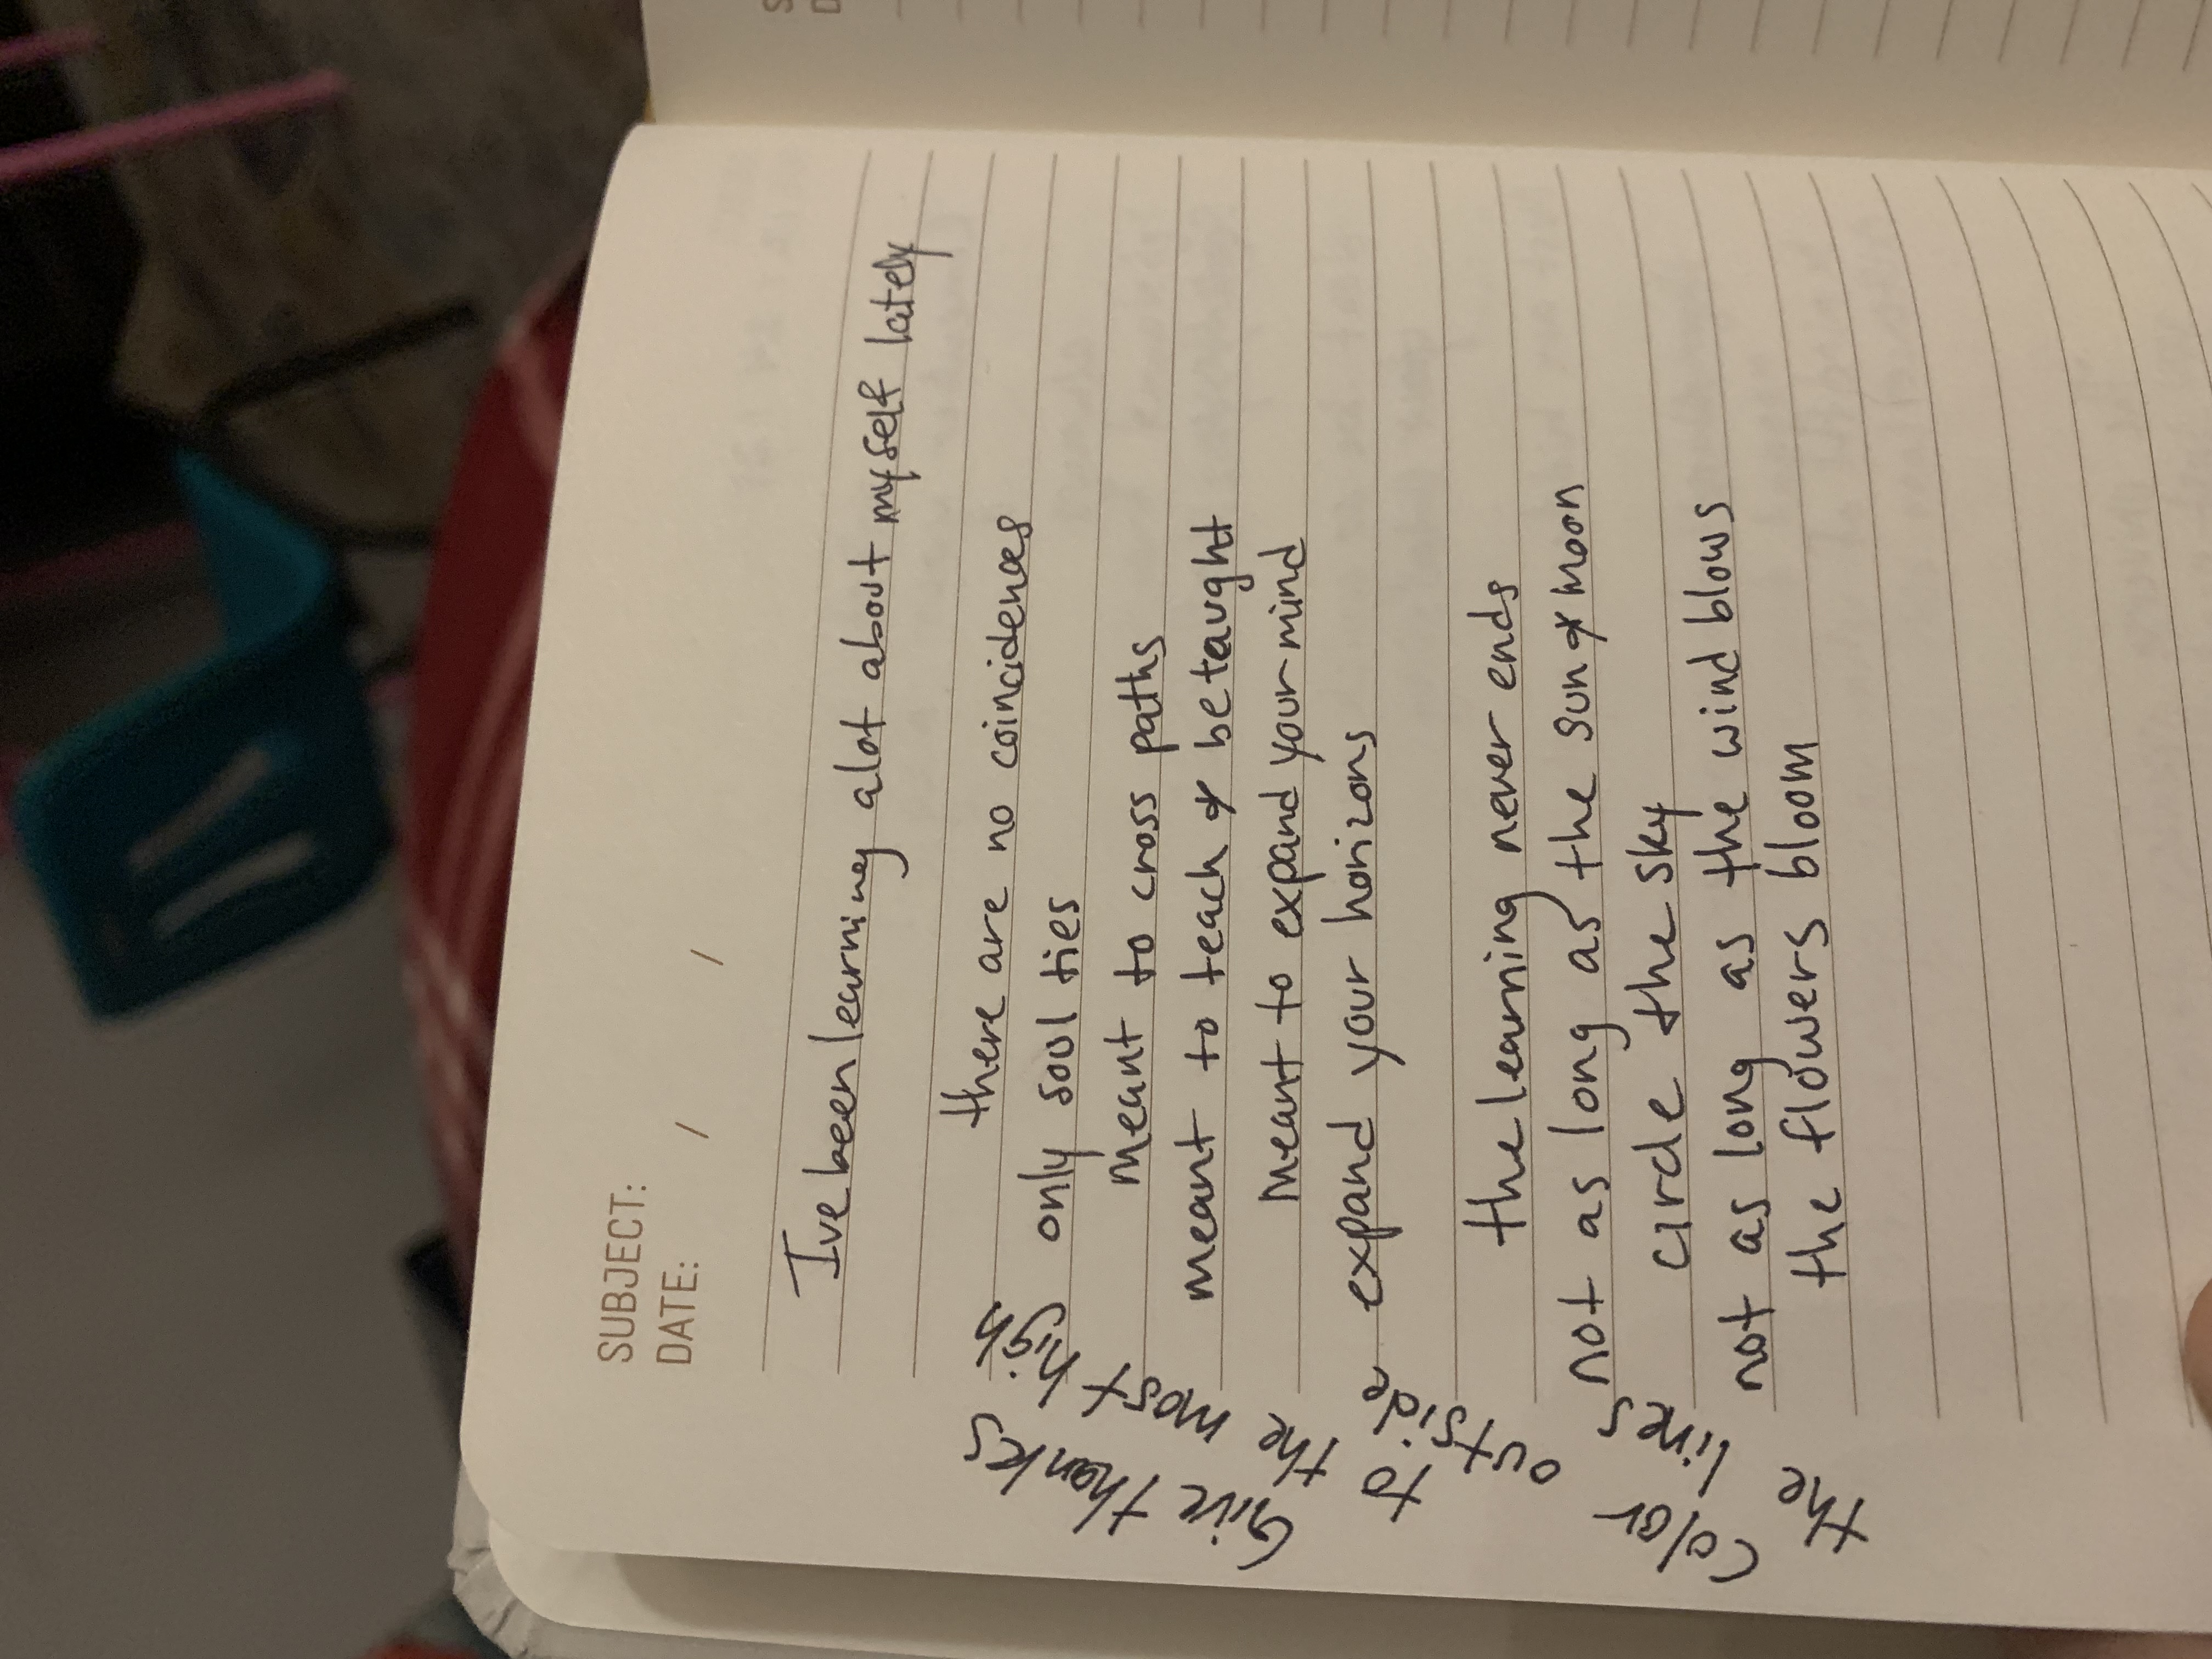 SUBJECT:
DATE: / /
Ive been learning alot about myself lately
there are no coincidences
only soul ties
meant to cross paths
meant to teach & be taught
meant to expand your mind
expand your horizons
the learning never ends
not as long as the sun & moon
circle the sky
not as long as the wind blows
the flowers bloom
Give thanks
to the most high
Color outside
the lines